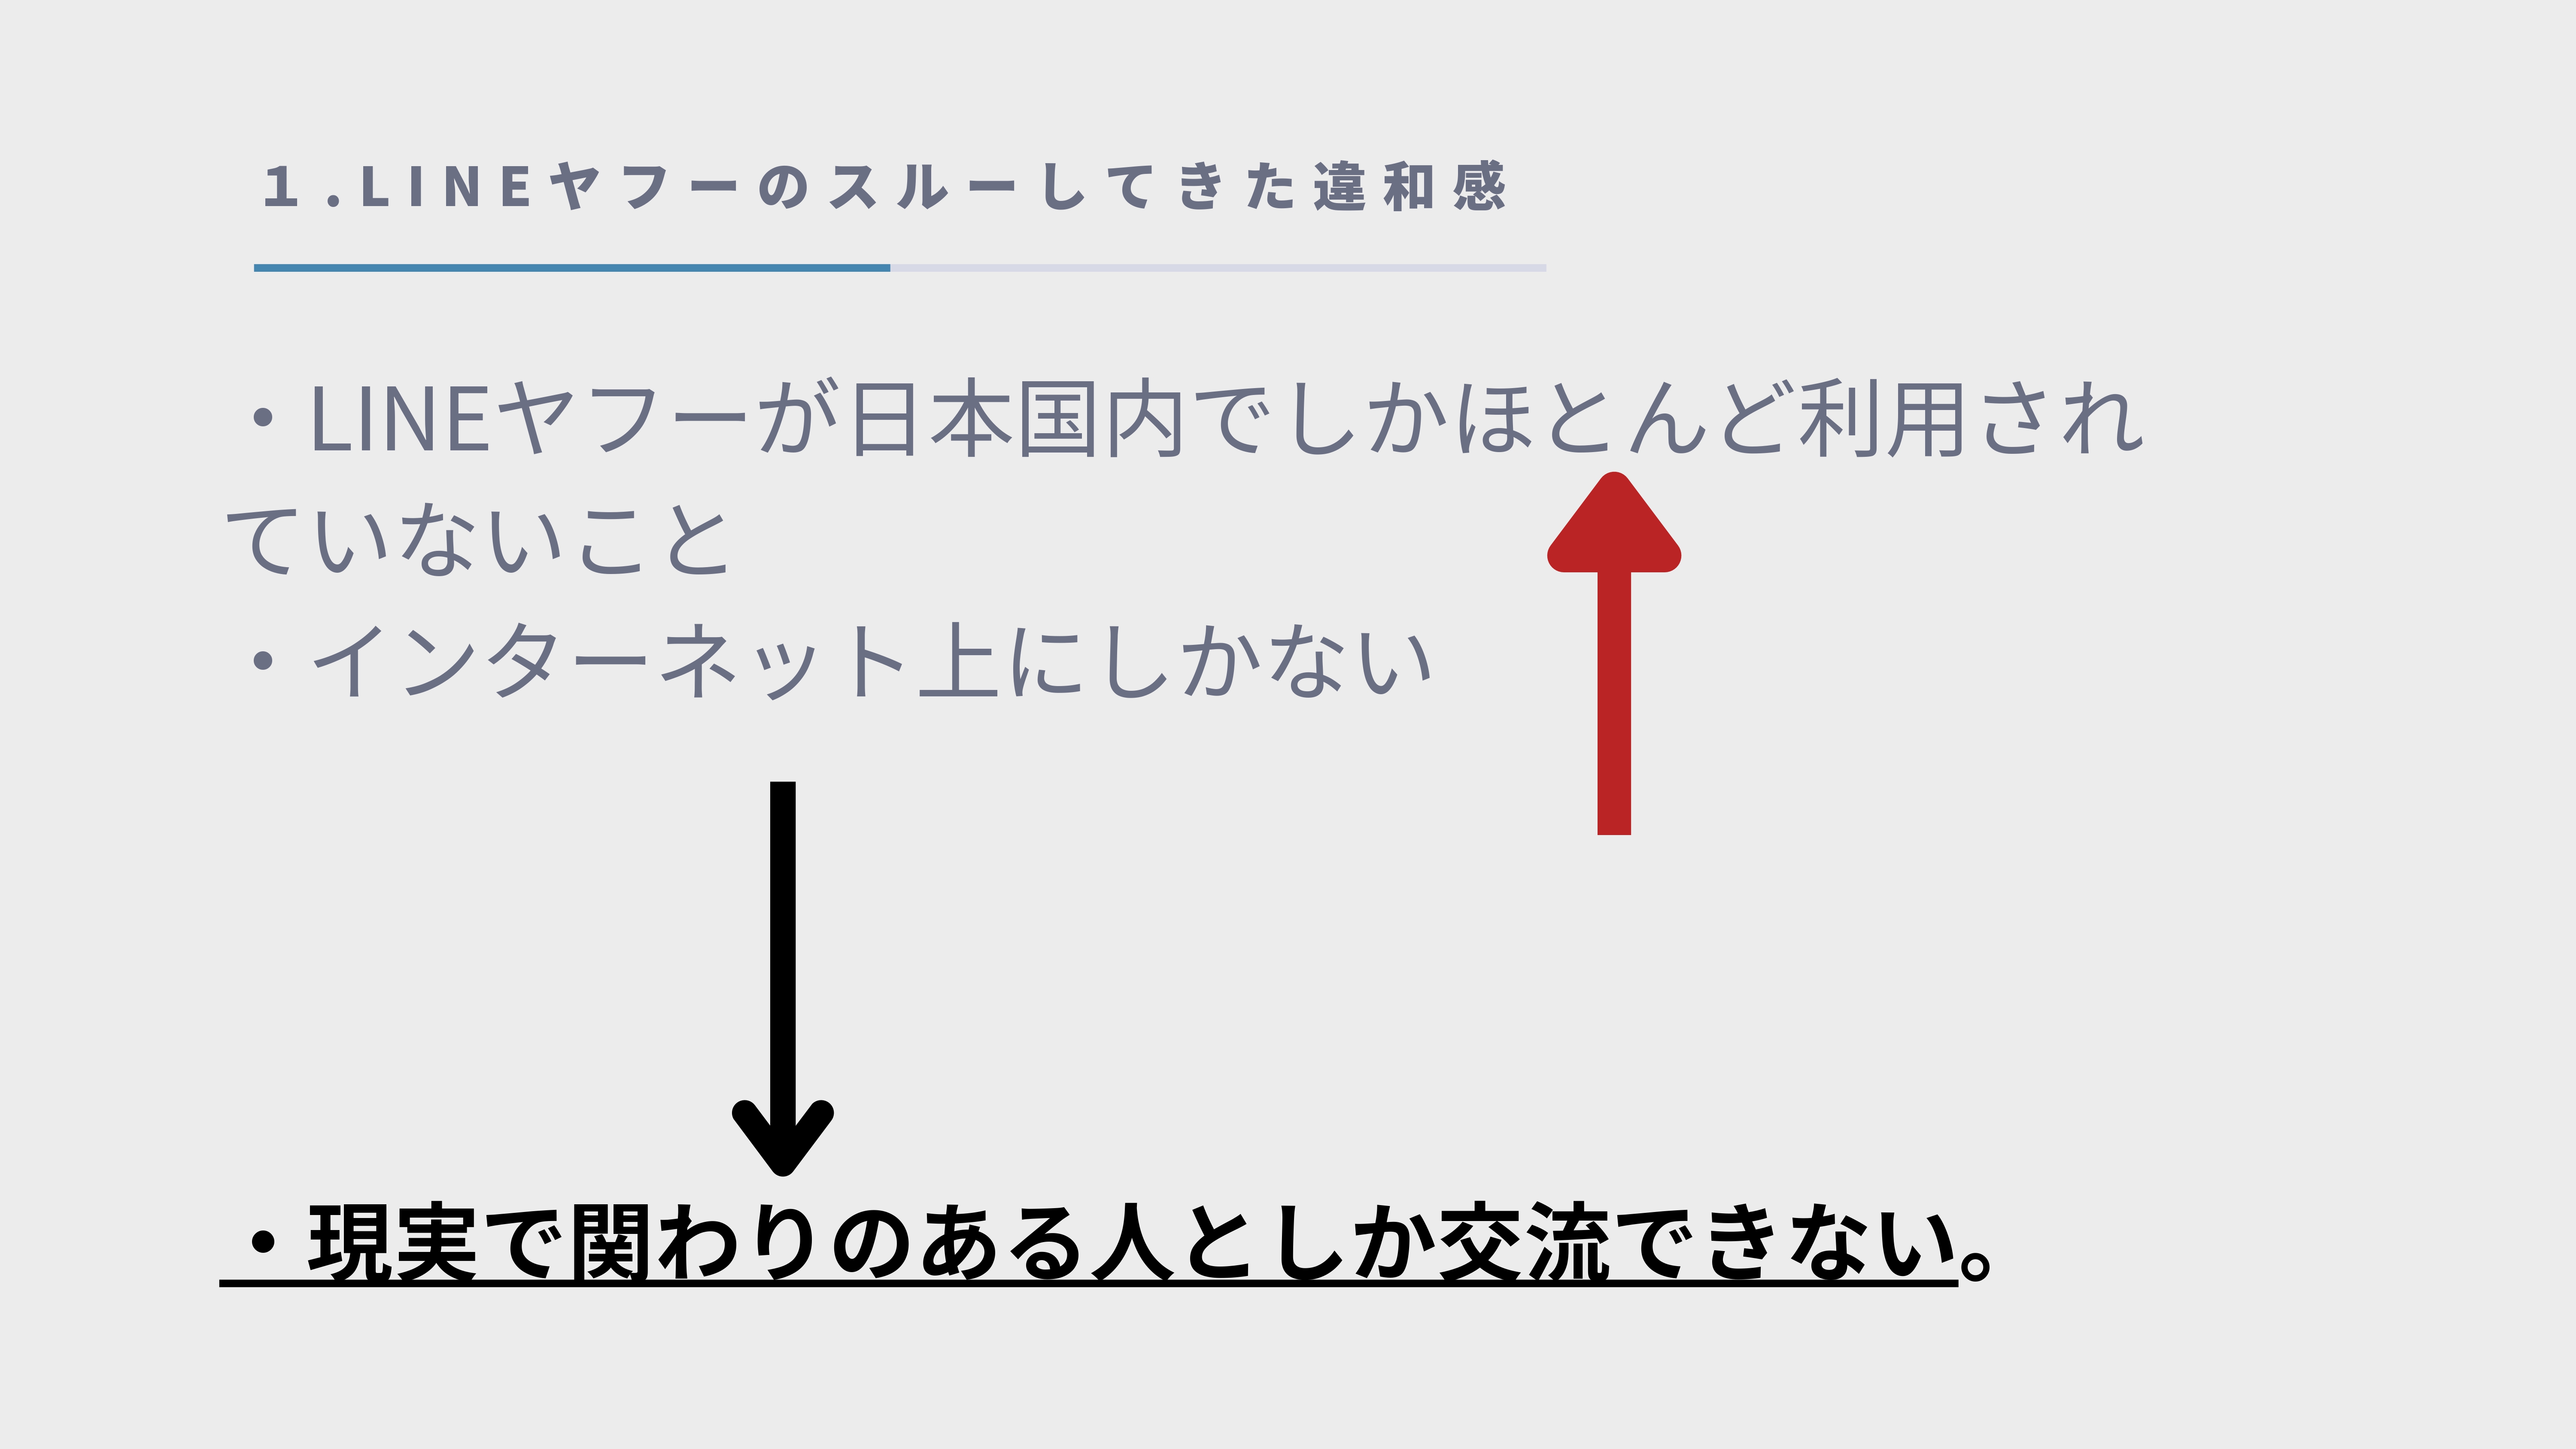 １.LINEヤフーのスルーしてきた違和感
・LINEヤフーが日本国内でしかほとんど利用され
ていないこと
・インターネット上にしかない
・現実で関わりのある人としか交流できない。